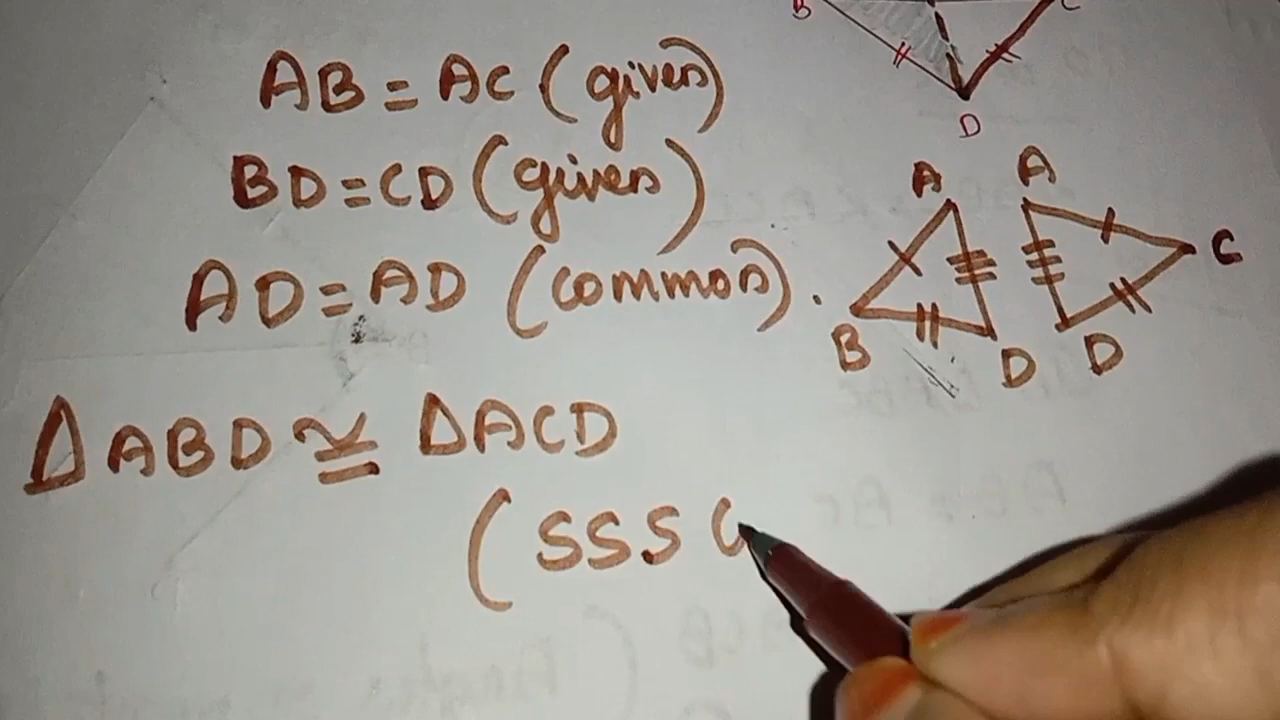 B C
D
AB = AC (given)
BD = CD (given)
AD = AD (common).
A A
C
B D D
ΔABD ≅ ΔACD
(SSS C